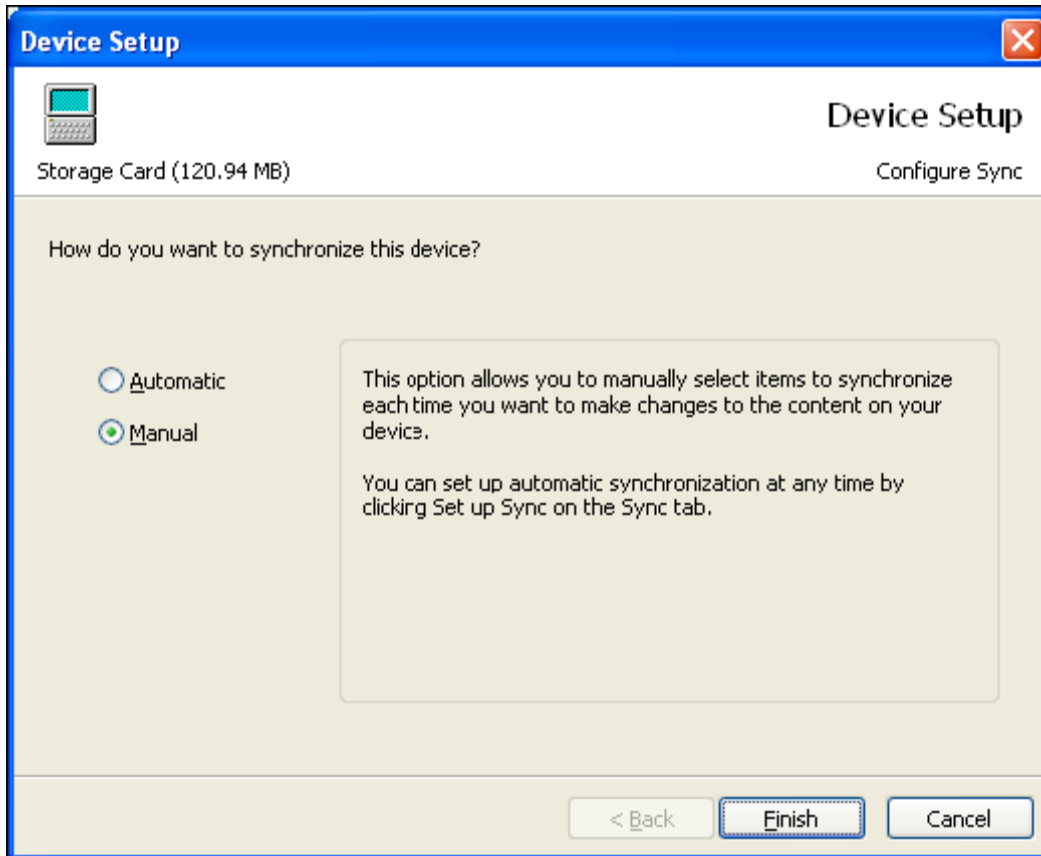 Device Setup
Device Setup
Storage Card (120.94 MB)
Configure Sync
How do you want to synchronize this device?
Automatic
Manual
This option allows you to manually select items to synchronize
each time you want to make changes to the content on your
device.
You can set up automatic synchronization at any time by
clicking Set up Sync on the Sync tab.
< Back
Finish
Cancel